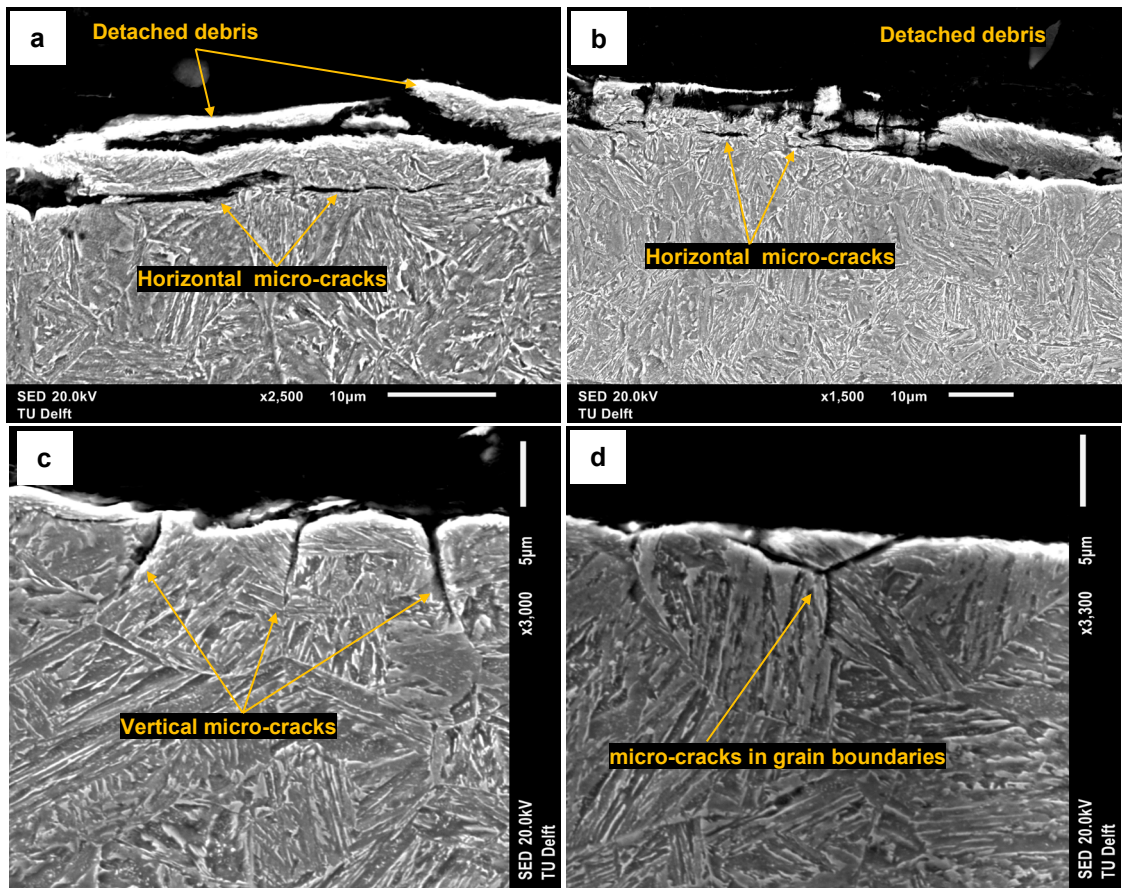 a
Detached debris
Horizontal  micro-cracks
SED 20.0kV x2,500 10µm
TU Delft
b
Detached debris
Horizontal  micro-cracks
SED 20.0kV x1,500 10µm
TU Delft
c
Vertical micro-cracks
SED 20.0kV x3,000 5µm
TU Delft
d
micro-cracks in grain boundaries
SED 20.0kV x3,300 5µm
TU Delft